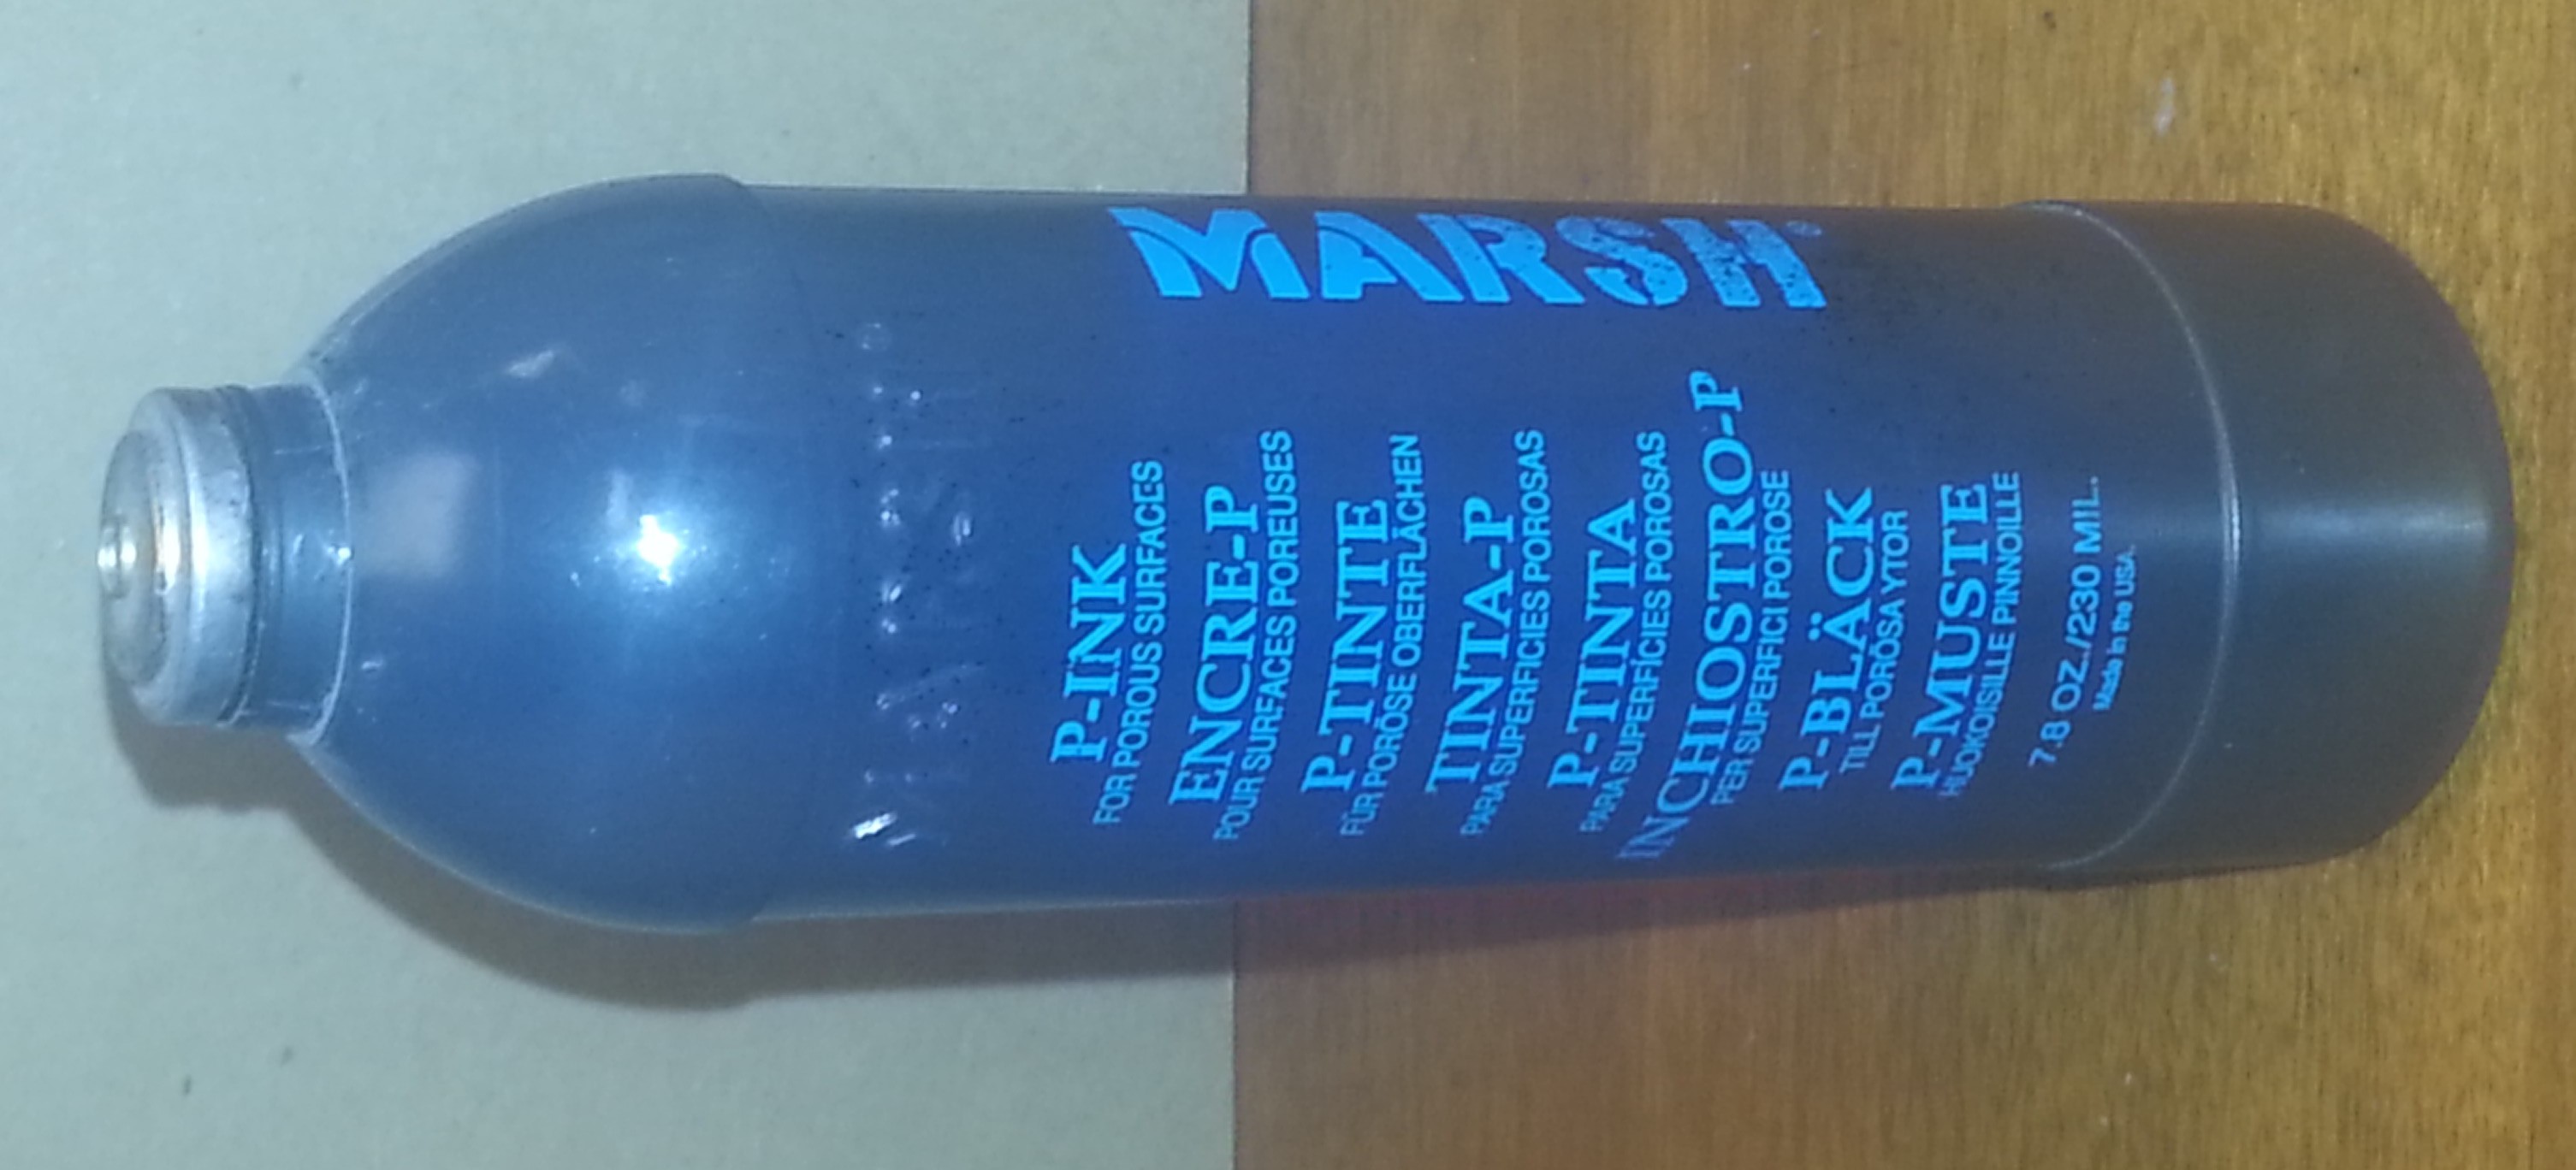 MARSH®
P-INK
FOR POROUS SURFACES
ENCRE-P
POUR SURFACES POREUSES
P-TINTE
FÜR PORÖSE OBERFLÄCHEN
TINTA-P
PARA SUPERFICIES POROSAS
P-TINTA
PARA SUPERFÍCIES POROSAS
INCHIOSTRO-P
PER SUPERFICI POROSE
P-BLÄCK
TILL PORÖSA YTOR
P-MUSTE
HUOKOISILLE PINNOILLE
7.8 OZ./230 MIL.
Made in the USA